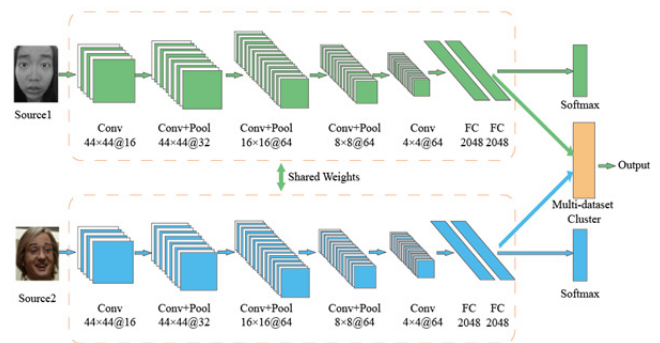 Source1
Conv Conv+Pool Conv+Pool Conv+Pool Conv FC FC
44×44@16 44×44@32 16×16@64 8×8@64 4×4@64 2048 2048
Softmax
Output
Shared Weights
Multi-dataset
Cluster
Source2
Conv Conv+Pool Conv+Pool Conv+Pool Conv FC FC
44×44@16 44×44@32 16×16@64 8×8@64 4×4@64 2048 2048
Softmax